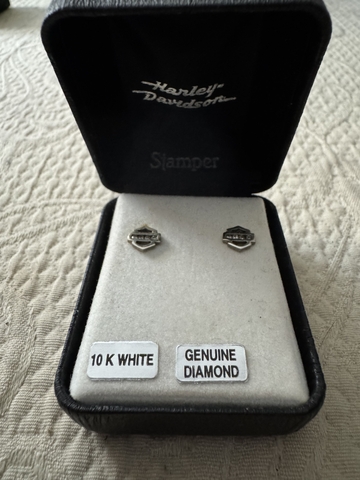 Harley-
Davidson
Stamper
10 K WHITE
GENUINE
DIAMOND